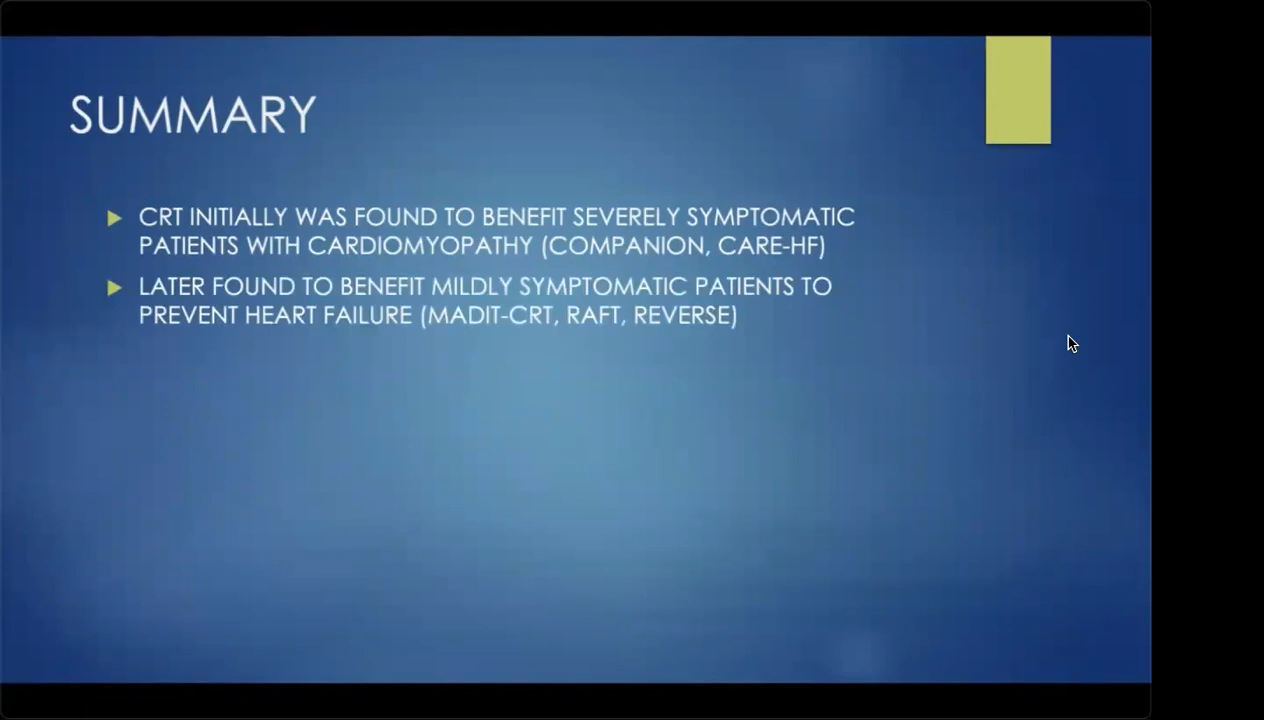 SUMMARY
CRT INITIALLY WAS FOUND TO BENEFIT SEVERELY SYMPTOMATIC
PATIENTS WITH CARDIOMYOPATHY (COMPANION, CARE-HF)
LATER FOUND TO BENEFIT MILDLY SYMPTOMATIC PATIENTS TO
PREVENT HEART FAILURE (MADIT-CRT, RAFT, REVERSE)